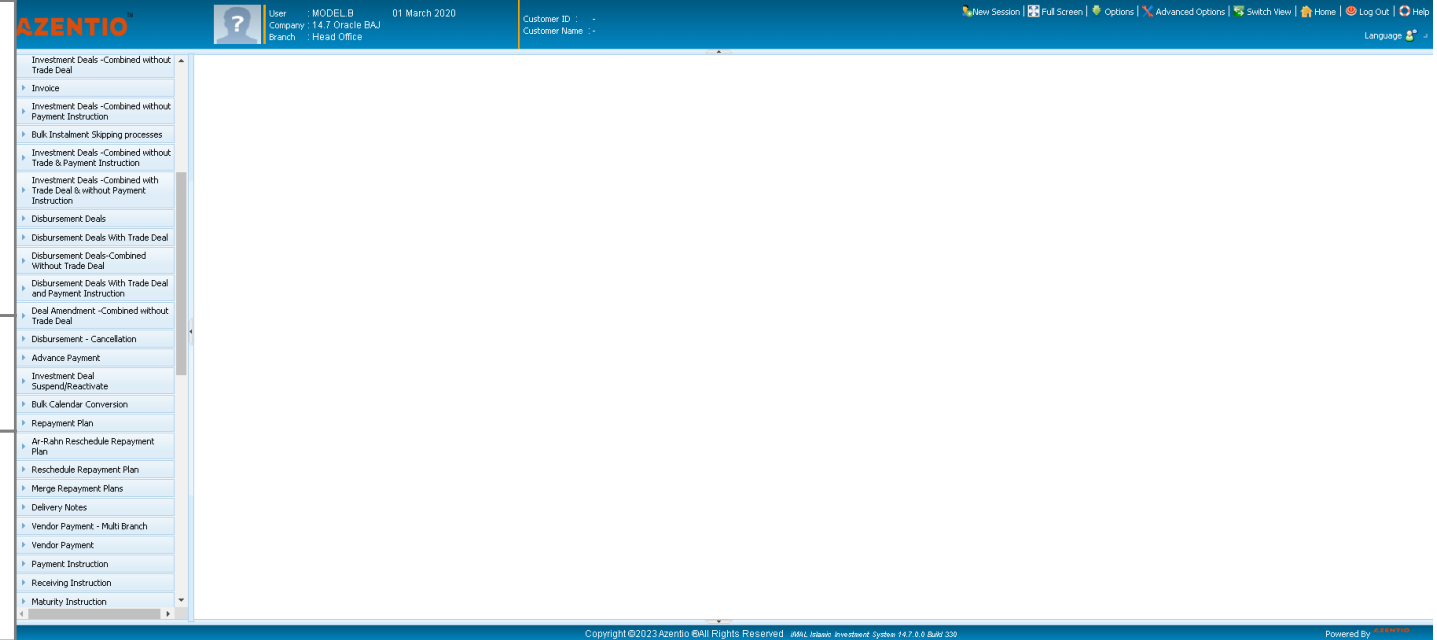 AZENTIO™
User : MODEL.B 01 March 2020
Company : 14.7 Oracle BAJ
Branch : Head Office
Customer ID : -
Customer Name : -
New Session | Full Screen | Options | Advanced Options | Switch View | Home | Log Out | Help
Language
Investment Deals -Combined without
Trade Deal
Invoice
Investment Deals -Combined without
Payment Instruction
Bulk Instalment Skipping processes
Investment Deals -Combined without
Trade & Payment Instruction
Investment Deals -Combined with
Trade Deal & without Payment
Instruction
Disbursement Deals
Disbursement Deals With Trade Deal
Disbursement Deals-Combined
Without Trade Deal
Disbursement Deals With Trade Deal
and Payment Instruction
Deal Amendment -Combined without
Trade Deal
Disbursement - Cancellation
Advance Payment
Investment Deal
Suspend/Reactivate
Bulk Calendar Conversion
Repayment Plan
Ar-Rahn Reschedule Repayment
Plan
Reschedule Repayment Plan
Merge Repayment Plans
Delivery Notes
Vendor Payment - Multi Branch
Vendor Payment
Payment Instruction
Receiving Instruction
Maturity Instruction
Copyright ©2023 Azentio ®All Rights Reserved iMAL Islamic Investment System 14.7.0.0 Build 330
Powered By AZENTIO